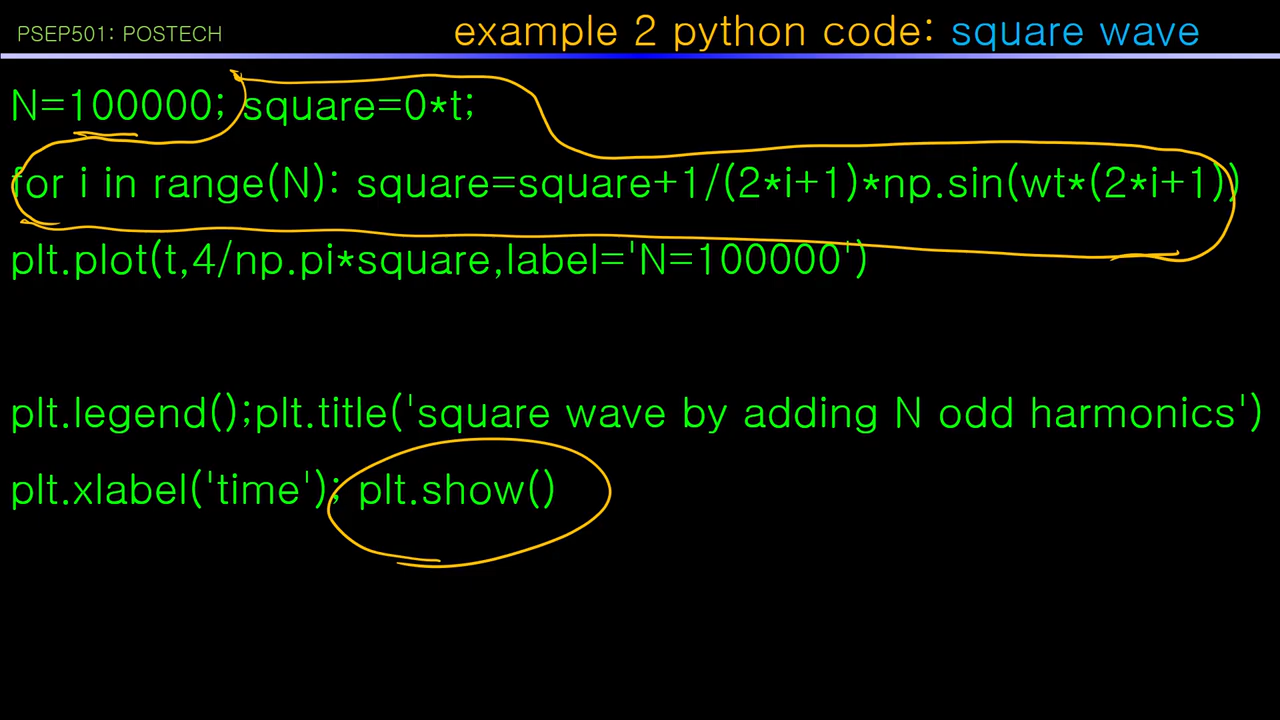 PSEP501: POSTECH
example 2 python code: square wave
N=100000; square=0*t;
for i in range(N): square=square+1/(2*i+1)*np.sin(wt*(2*i+1))
plt.plot(t,4/np.pi*square,label='N=100000')
plt.legend();plt.title('square wave by adding N odd harmonics')
plt.xlabel('time'); plt.show()